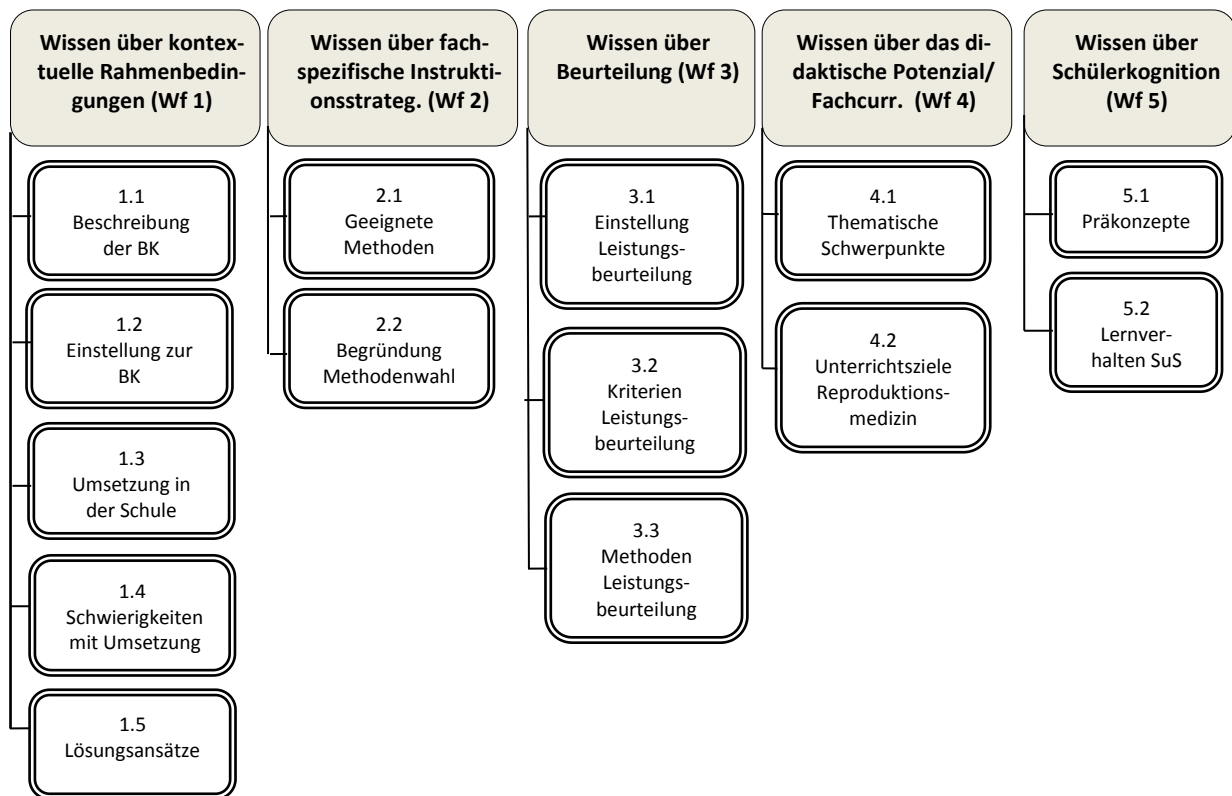 Wissen über kontex-
tuelle Rahmenbedin-
gungen (Wf 1)
1.1
Beschreibung
der BK
1.2
Einstellung zur
BK
1.3
Umsetzung in
der Schule
1.4
Schwierigkeiten
mit Umsetzung
1.5
Lösungsansätze
Wissen über fach-
spezifische Instrukti-
onsstrateg. (Wf 2)
2.1
Geeignete
Methoden
2.2
Begründung
Methodenwahl
Wissen über
Beurteilung (Wf 3)
3.1
Einstellung
Leistungs-
beurteilung
3.2
Kriterien
Leistungs-
beurteilung
3.3
Methoden
Leistungs-
beurteilung
Wissen über das di-
daktische Potenzial/
Fachcurr. (Wf 4)
4.1
Thematische
Schwerpunkte
4.2
Unterrichtsziele
Reproduktions-
medizin
Wissen über
Schülerkognition
(Wf 5)
5.1
Präkonzepte
5.2
Lernver-
halten SuS